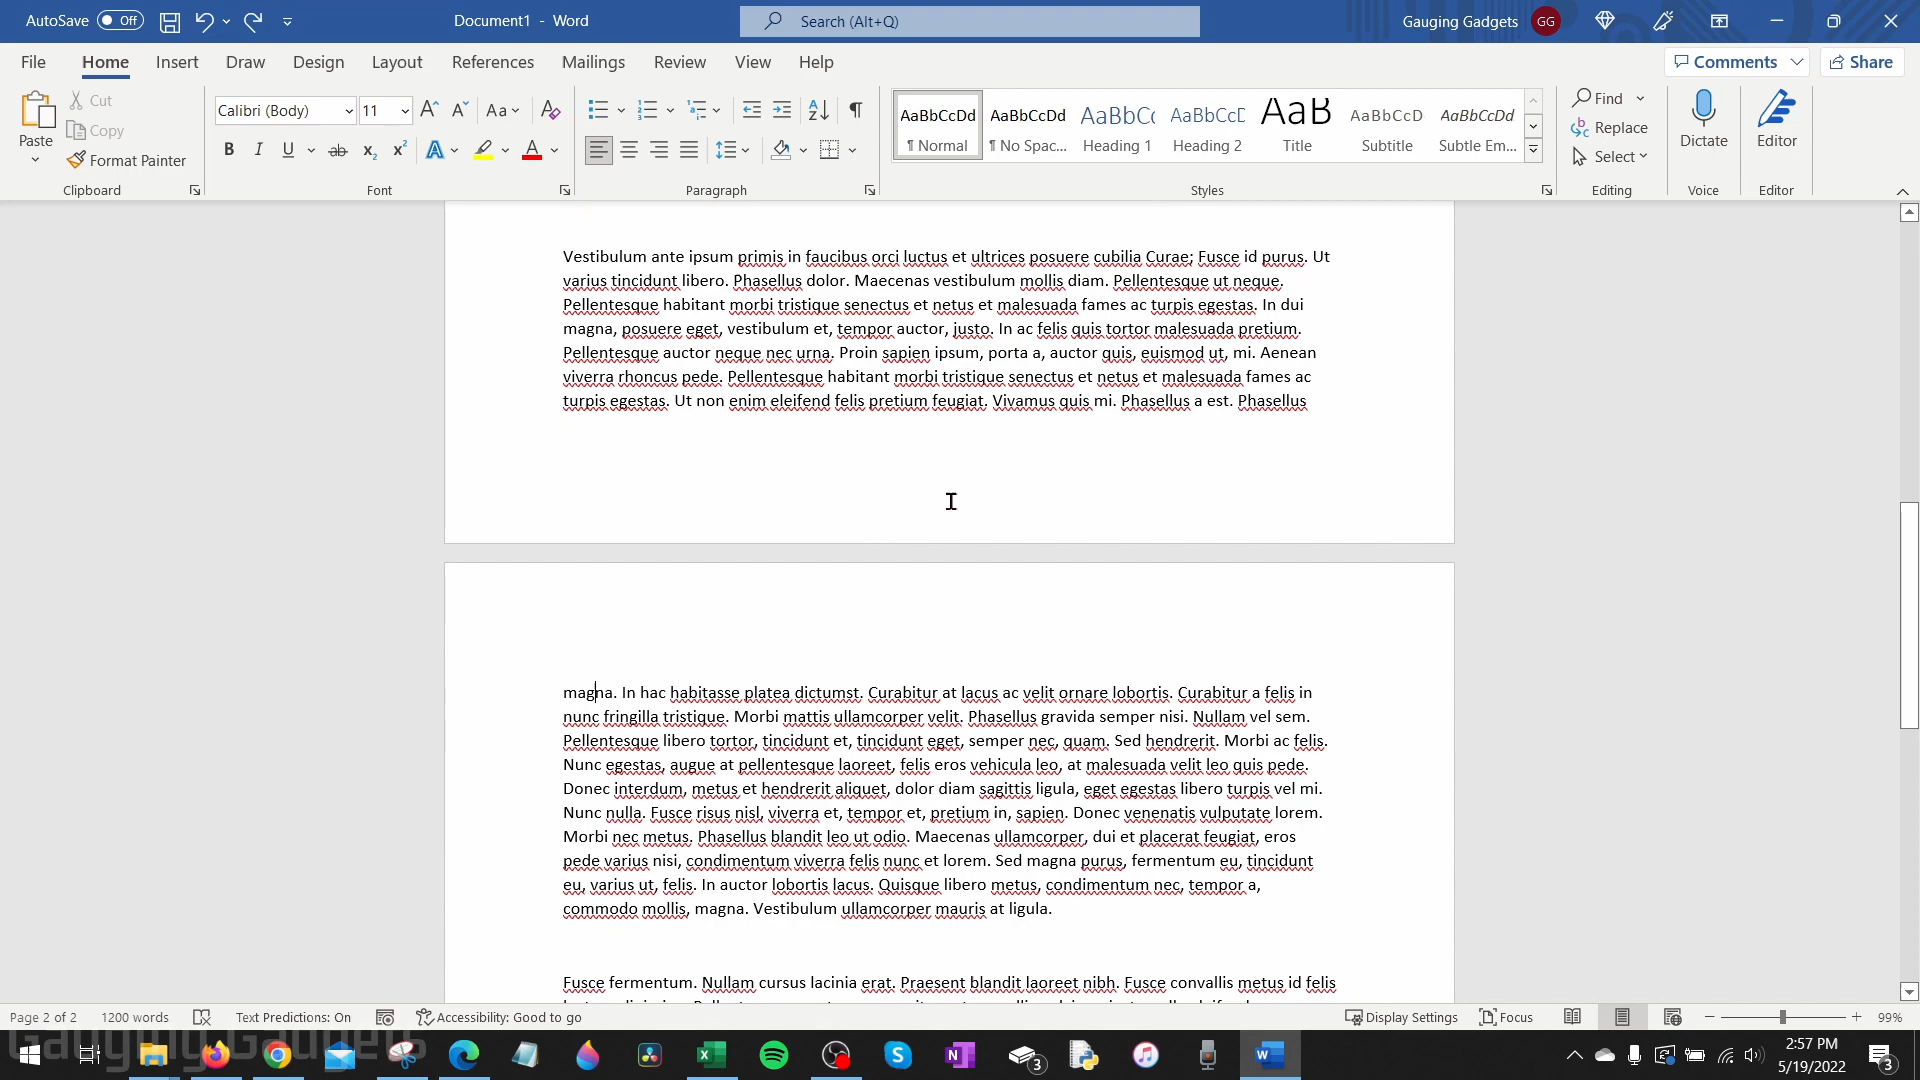 AutoSave Off Document1 - Word Search (Alt+Q) Gauging Gadgets GG
File Home Insert Draw Design Layout References Mailings Review View Help Comments Share
Paste Cut Copy Format Painter Clipboard
Calibri (Body) 11 Aa Font
Paragraph
AaBbCcDd ¶ Normal
AaBbCcDd ¶ No Spac...
AaBbCc Heading 1
AaBbCcD Heading 2
AaB Title
AaBbCcD Subtitle
AaBbCcDd Subtle Em...
Styles
Find Replace Select Editing
Dictate Voice
Editor Editor
Vestibulum ante ipsum primis in faucibus orci luctus et ultrices posuere cubilia Curae; Fusce id purus. Ut
varius tincidunt libero. Phasellus dolor. Maecenas vestibulum mollis diam. Pellentesque ut neque.
Pellentesque habitant morbi tristique senectus et netus et malesuada fames ac turpis egestas. In dui
magna, posuere eget, vestibulum et, tempor auctor, justo. In ac felis quis tortor malesuada pretium.
Pellentesque auctor neque nec urna. Proin sapien ipsum, porta a, auctor quis, euismod ut, mi. Aenean
viverra rhoncus pede. Pellentesque habitant morbi tristique senectus et netus et malesuada fames ac
turpis egestas. Ut non enim eleifend felis pretium feugiat. Vivamus quis mi. Phasellus a est. Phasellus
magna. In hac habitasse platea dictumst. Curabitur at lacus ac velit ornare lobortis. Curabitur a felis in
nunc fringilla tristique. Morbi mattis ullamcorper velit. Phasellus gravida semper nisi. Nullam vel sem.
Pellentesque libero tortor, tincidunt et, tincidunt eget, semper nec, quam. Sed hendrerit. Morbi ac felis.
Nunc egestas, augue at pellentesque laoreet, felis eros vehicula leo, at malesuada velit leo quis pede.
Donec interdum, metus et hendrerit aliquet, dolor diam sagittis ligula, eget egestas libero turpis vel mi.
Nunc nulla. Fusce risus nisl, viverra et, tempor et, pretium in, sapien. Donec venenatis vulputate lorem.
Morbi nec metus. Phasellus blandit leo ut odio. Maecenas ullamcorper, dui et placerat feugiat, eros
pede varius nisi, condimentum viverra felis nunc et lorem. Sed magna purus, fermentum eu, tincidunt
eu, varius ut, felis. In auctor lobortis lacus. Quisque libero metus, condimentum nec, tempor a,
commodo mollis, magna. Vestibulum ullamcorper mauris at ligula.
Fusce fermentum. Nullam cursus lacinia erat. Praesent blandit laoreet nibh. Fusce convallis metus id felis
Page 2 of 2 1200 words Text Predictions: On Accessibility: Good to go Display Settings Focus 99%
Gauging Gadgets
2:57 PM
5/19/2022
3
3